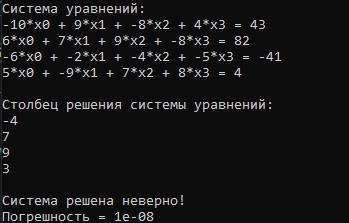 Система уравнений:
-10*x0 + 9*x1 + -8*x2 + 4*x3 = 43
6*x0 + 7*x1 + 9*x2 + -8*x3 = 82
-6*x0 + -2*x1 + -4*x2 + -5*x3 = -41
5*x0 + -9*x1 + 7*x2 + 8*x3 = 4
Столбец решения системы уравнений:
-4
7
9
3
Система решена неверно!
Погрешность = 1e-08